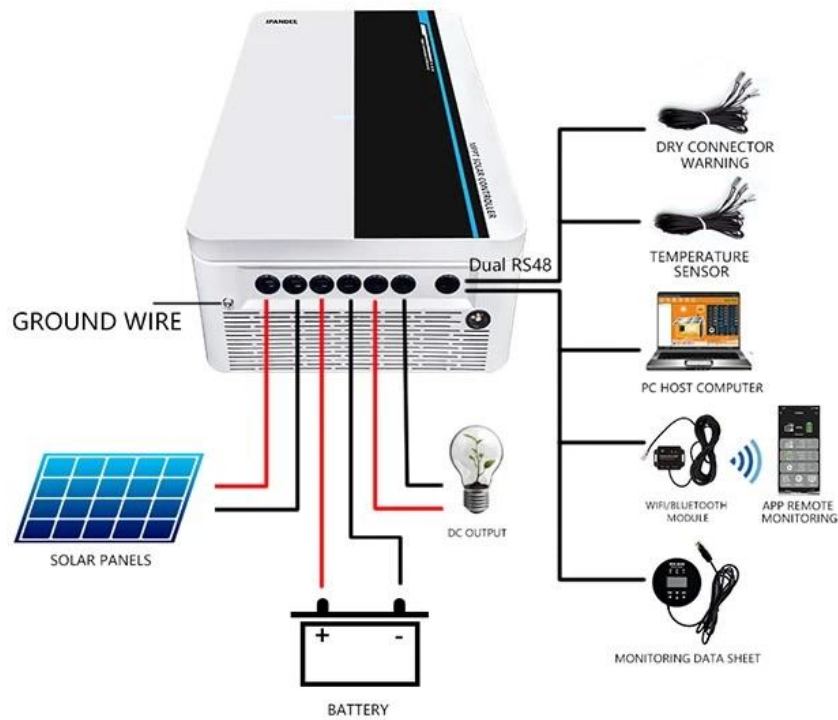 IPANDEE
MPPT SOLAR CONTROLLER
DRY CONNECTOR
WARNING
TEMPERATURE
SENSOR
Dual RS48
GROUND WIRE
PC HOST COMPUTER
WIFI/BLUETOOTH
MODULE
APP REMOTE
MONITORING
DC OUTPUT
SOLAR PANELS
+ -
MONITORING DATA SHEET
BATTERY